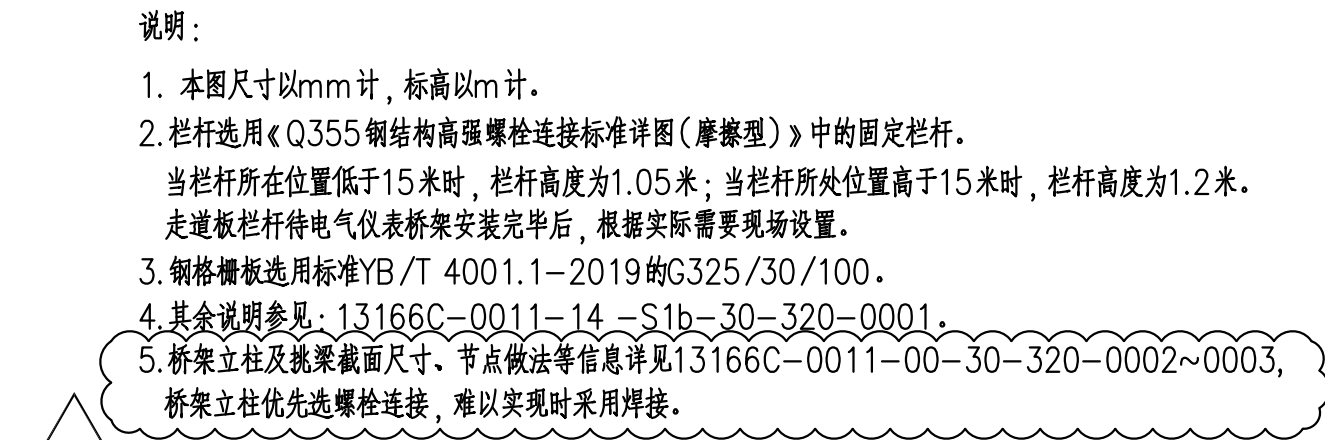 说明:
1. 本图尺寸以mm计,标高以m计。
2.栏杆选用《Q355钢结构高强螺栓连接标准详图(摩擦型)》中的固定栏杆。
当栏杆所在位置低于15米时,栏杆高度为1.05米;当栏杆所处位置高于15米时,栏杆高度为1.2米。
走道板栏杆待电气仪表桥架安装完毕后,根据实际需要现场设置。
3.钢格栅板选用标准YB/T 4001.1-2019的G325/30/100。
4.其余说明参见:13166C-0011-14 -S1b-30-320-0001。
5.桥架立柱及挑梁截面尺寸、节点做法等信息详见13166C-0011-00-30-320-0002~0003,
桥架立柱优先选螺栓连接,难以实现时采用焊接。